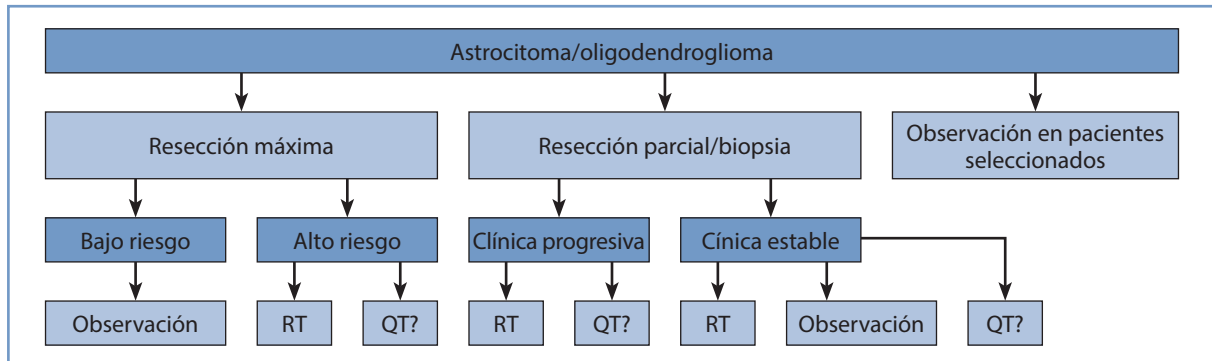 Astrocitoma/oligodendroglioma
Resección máxima
Resección parcial/biopsia
Observación en pacientes
seleccionados
Bajo riesgo
Alto riesgo
Clínica progresiva
Cínica estable
Observación
RT
QT?
RT
QT?
RT
Observación
QT?